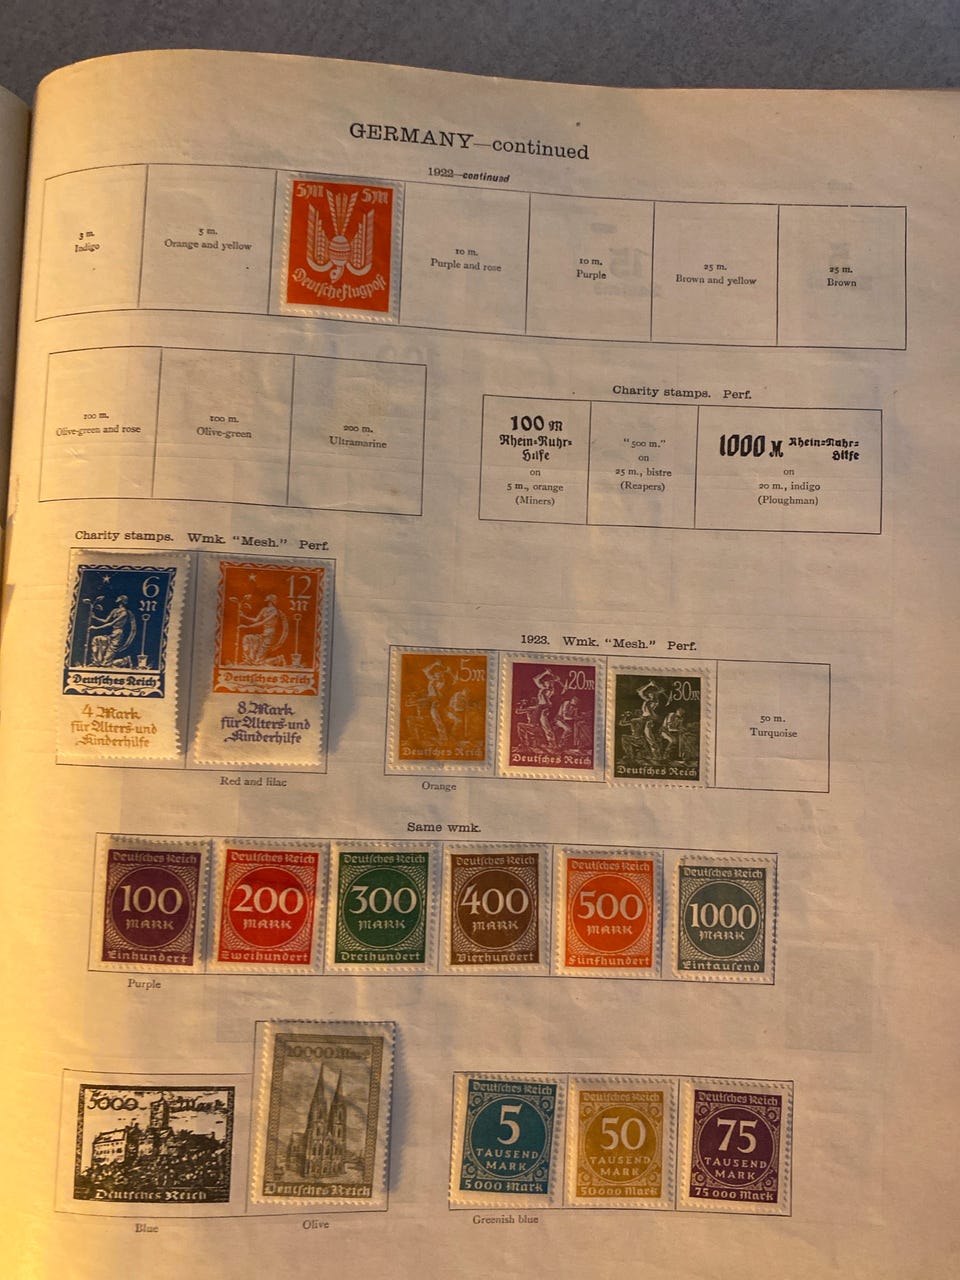 GERMANY—continued
1922—continued
3 m.
Indigo
5 m.
Orange and yellow
5M 5M
Deutsche Flugpost
10 m.
Purple and rose
10 m.
Purple
25 m.
Brown and yellow
25 m.
Brown
100 m.
Olive-green and rose
100 m.
Olive-green
200 m.
Ultramarine
Charity stamps. Perf.
100 M
Rhein=Ruhr=
Hilfe
on
5 m., orange
(Miners)
"500 m."
on
25 m., bistre
(Reapers)
1000 M Rhein=Ruhr=
Hilfe
on
20 m., indigo
(Ploughman)
Charity stamps. Wmk. "Mesh." Perf.
6
M
Deutsches Reich
4 Mark
für Alters-und
Kinderhilfe
12
M
Deutsches Reich
8 Mark
für Alters-und
Kinderhilfe
Red and lilac
1923. Wmk. "Mesh." Perf.
5M
Deutsches Reich
20M
Deutsches Reich
30M
Deutsches Reich
50 m.
Turquoise
Orange
Same wmk.
Deutsches Reich
100
MARK
Einhundert
Deutsches Reich
200
MARK
Zweihundert
Deutsches Reich
300
MARK
Dreihundert
Deutsches Reich
400
MARK
Vierhundert
Deutsches Reich
500
MARK
Fünfhundert
Deutsches Reich
1000
MARK
Eintausend
Purple
5000 Mark
Deutsches Reich
Blue
10000 Mark
Deutsches Reich
Olive
Deutsches Reich
5
TAUSEND
MARK
5000 Mark
Deutsches Reich
50
TAUSEND
MARK
50000 Mark
Deutsches Reich
75
TAUSEND
MARK
75000 Mark
Greenish blue